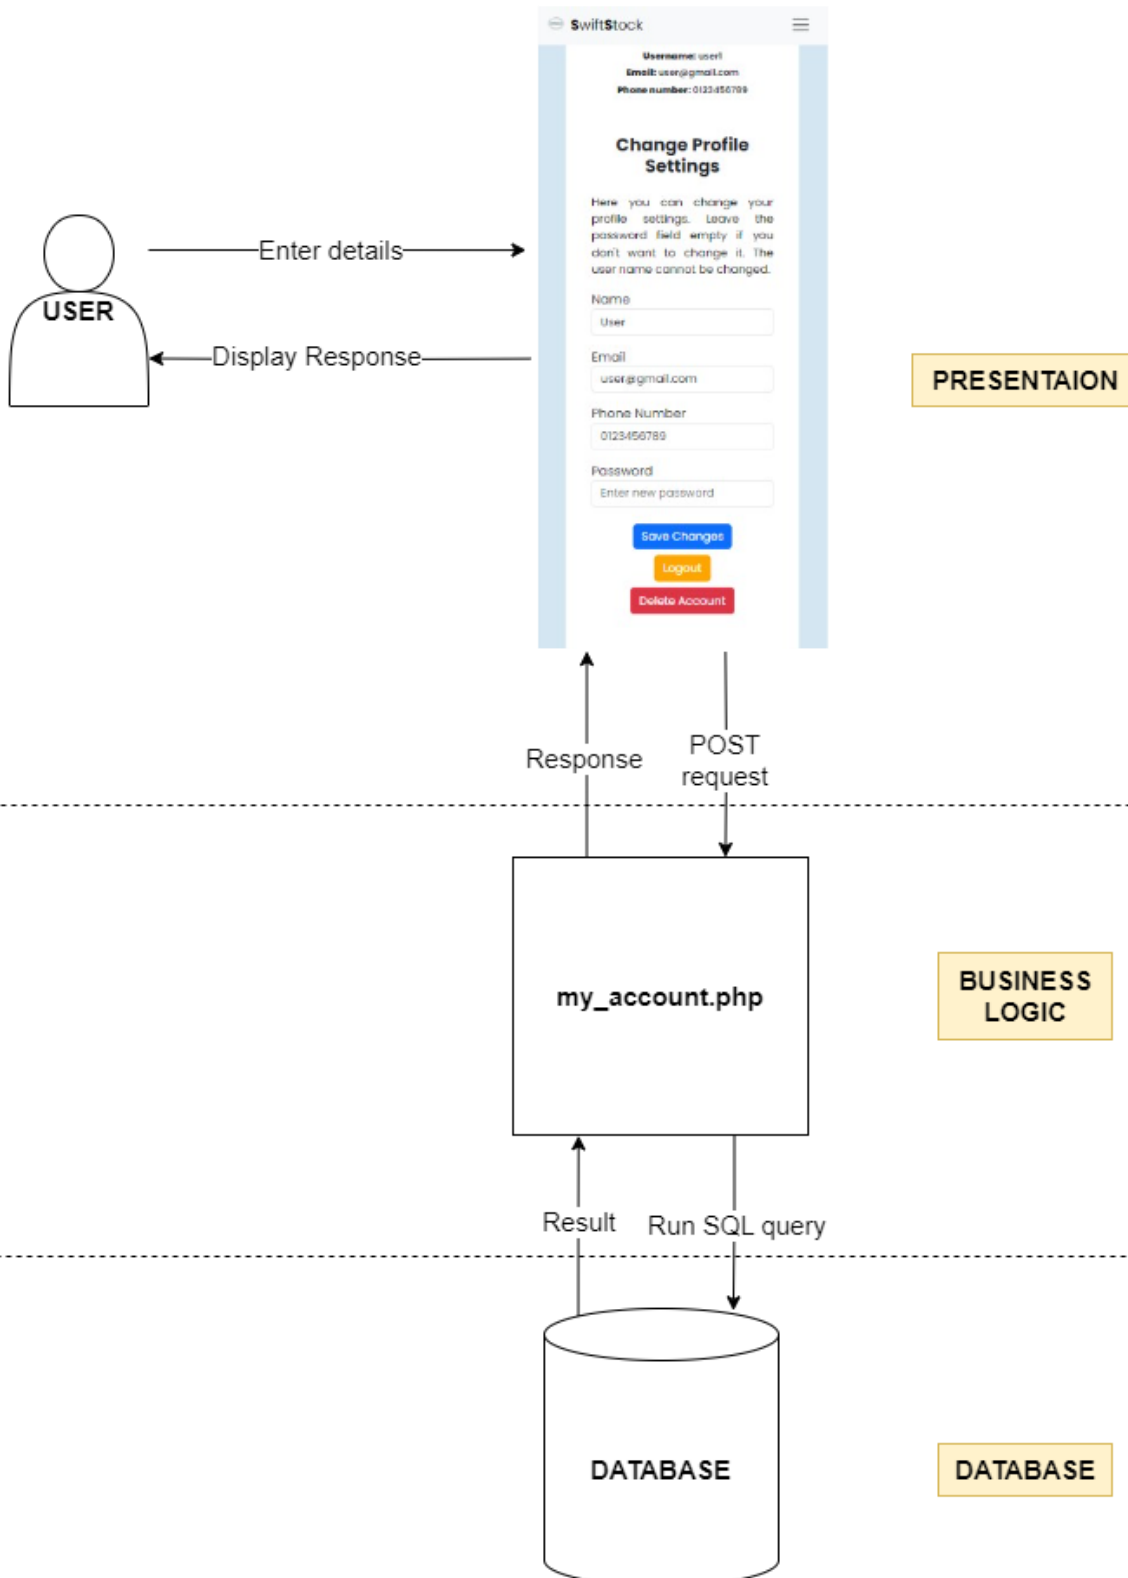 SwiftStock
Username: user1
Email: user@gmail.com
Phone number: 0123456789
Change Profile
Settings
Here you can change your
profile settings. Leave the
password field empty if you
don't want to change it. The
user name cannot be changed.
Enter details
USER
Name
User
Display Response
Email
user@gmail.com
PRESENTAION
Phone Number
0123456789
Password
Enter new password
Save Changes
Logout
Delete Account
Response
POST
request
my_account.php
BUSINESS
LOGIC
Result
Run SQL query
DATABASE
DATABASE